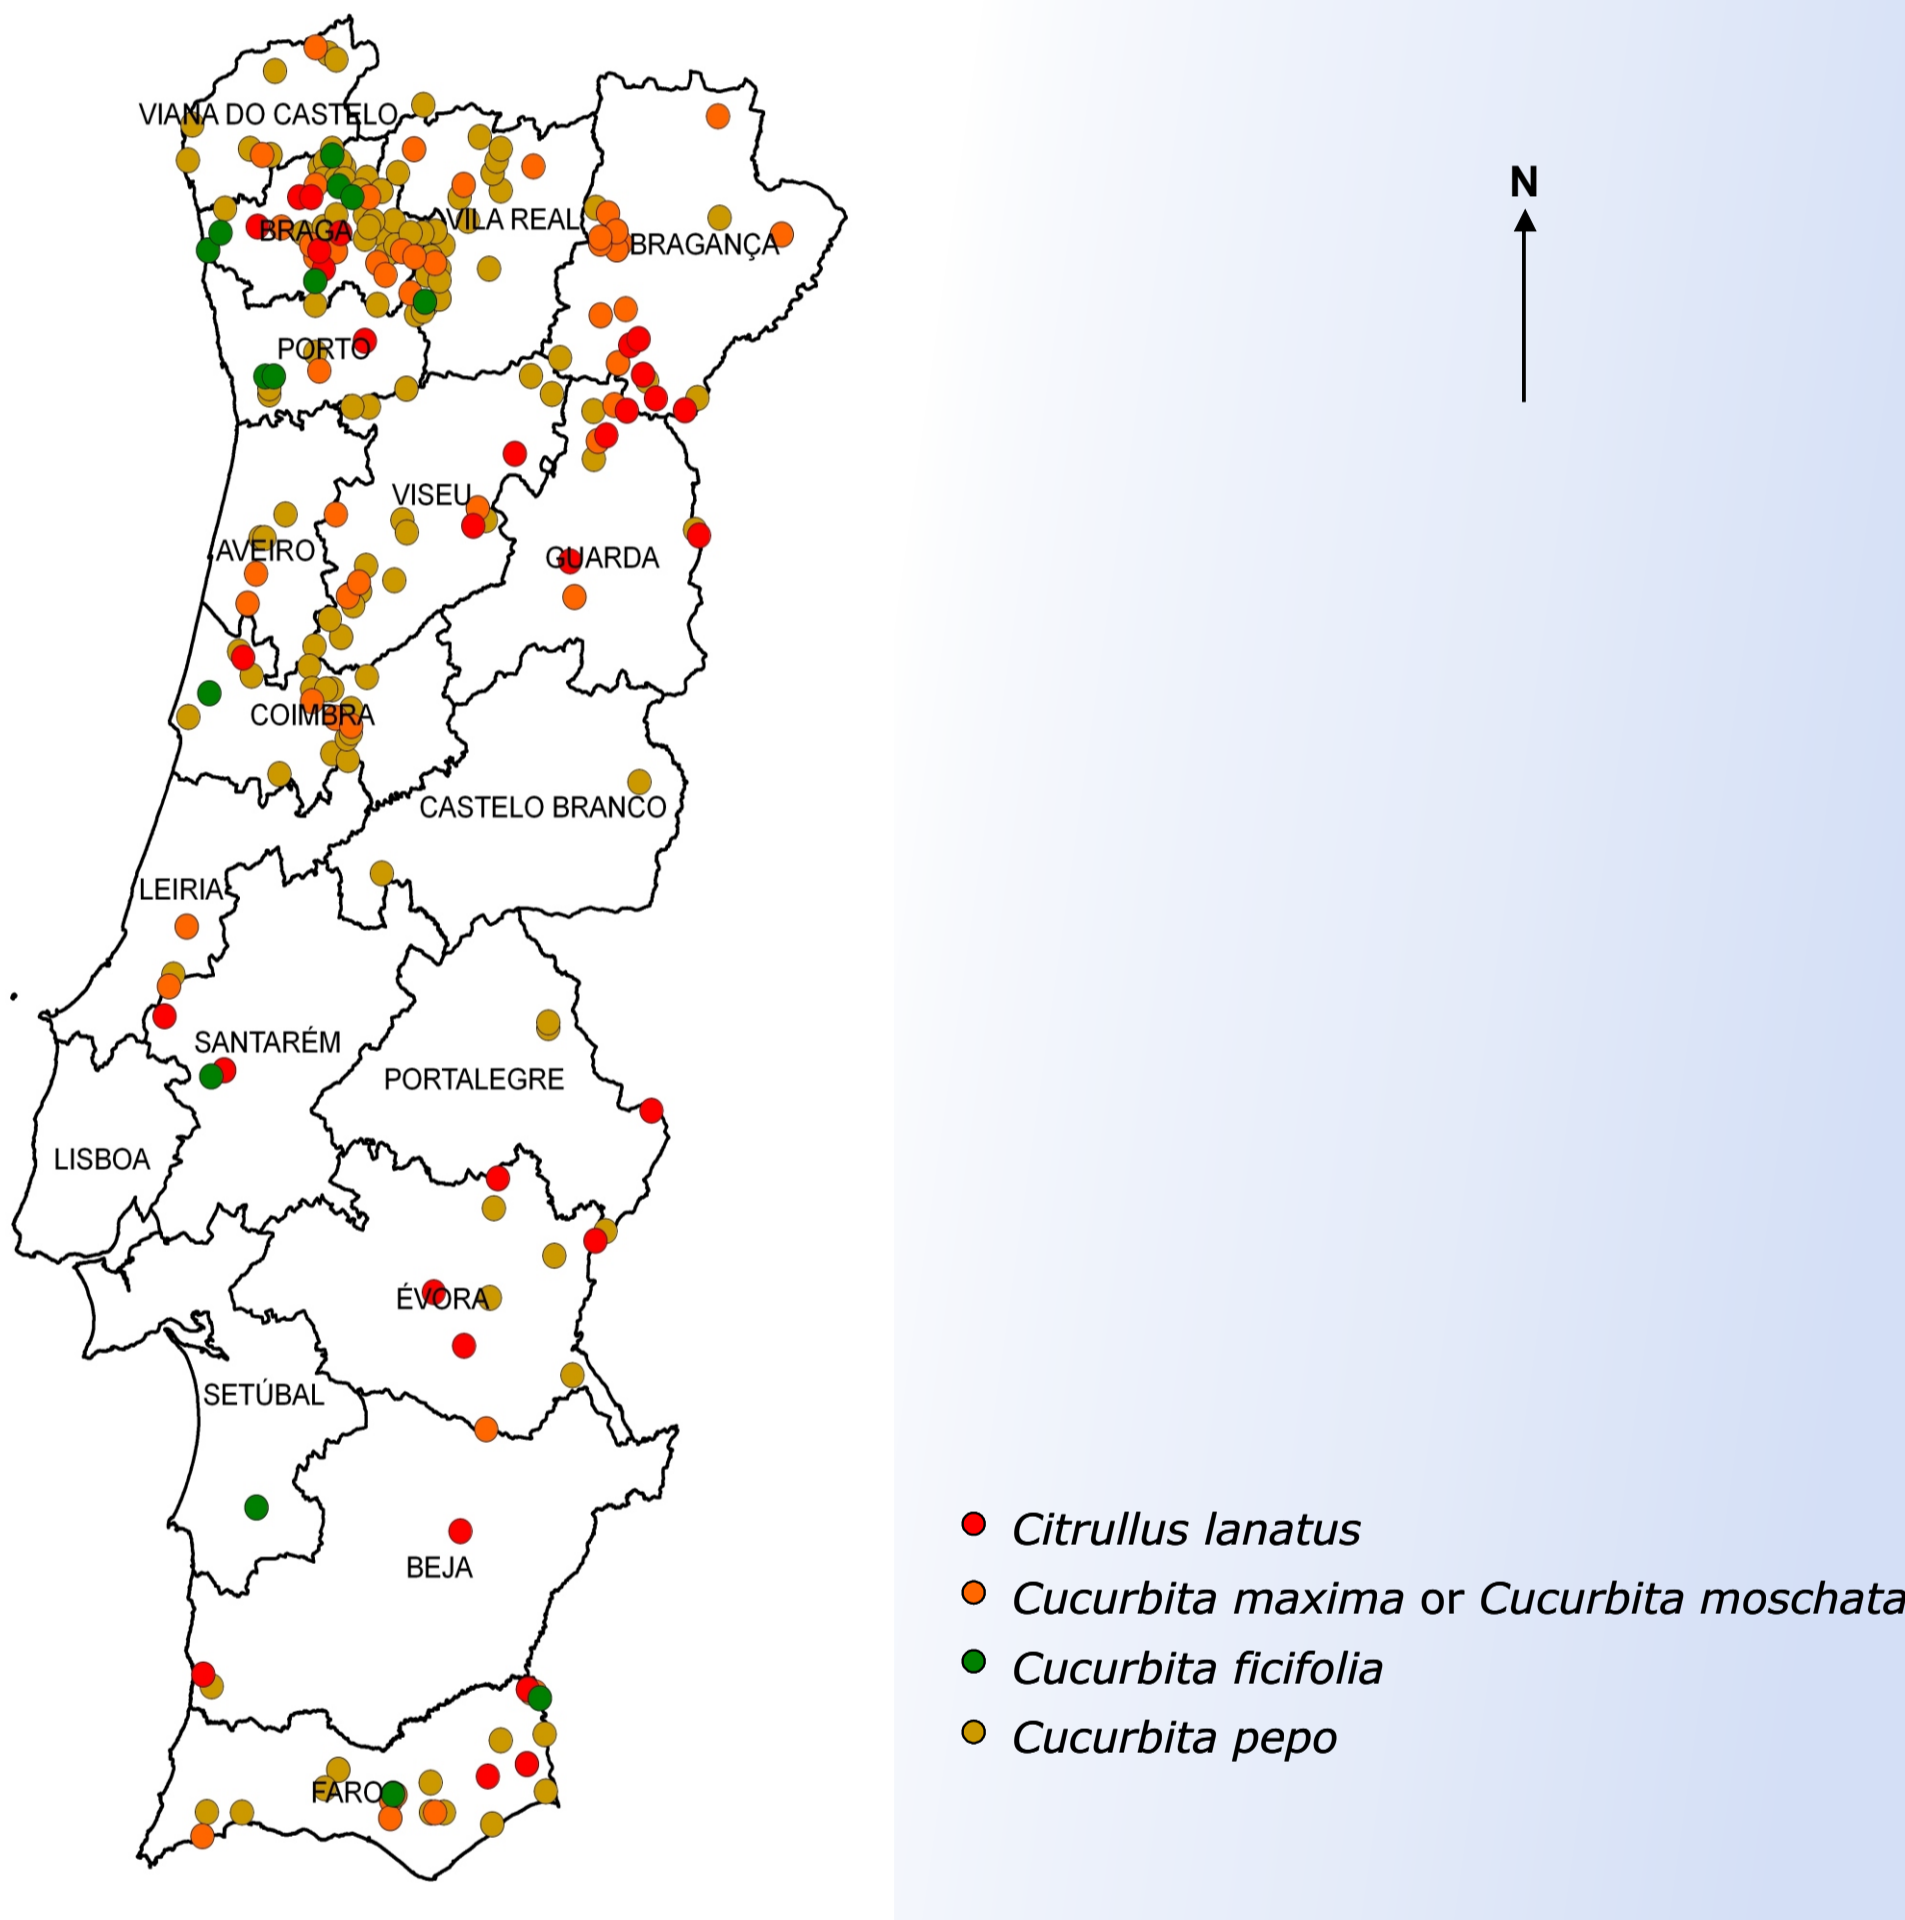 VIANA DO CASTELO
N
BRAGA
VILA REAL
BRAGANÇA
PORTO
VISEU
AVEIRO
GUARDA
COIMBRA
CASTELO BRANCO
LEIRIA
SANTARÉM
PORTALEGRE
LISBOA
ÉVORA
SETÚBAL
BEJA
FARO
Citrullus lanatus
Cucurbita maxima or Cucurbita moschata
Cucurbita ficifolia
Cucurbita pepo